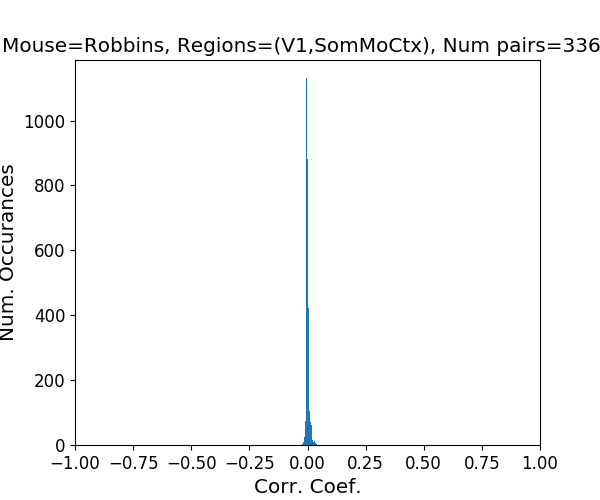 Mouse=Robbins, Regions=(V1,SomMoCtx), Num pairs=336
Num. Occurances
1000
800
600
400
200
0
−1.00 −0.75 −0.50 −0.25 0.00 0.25 0.50 0.75 1.00
Corr. Coef.